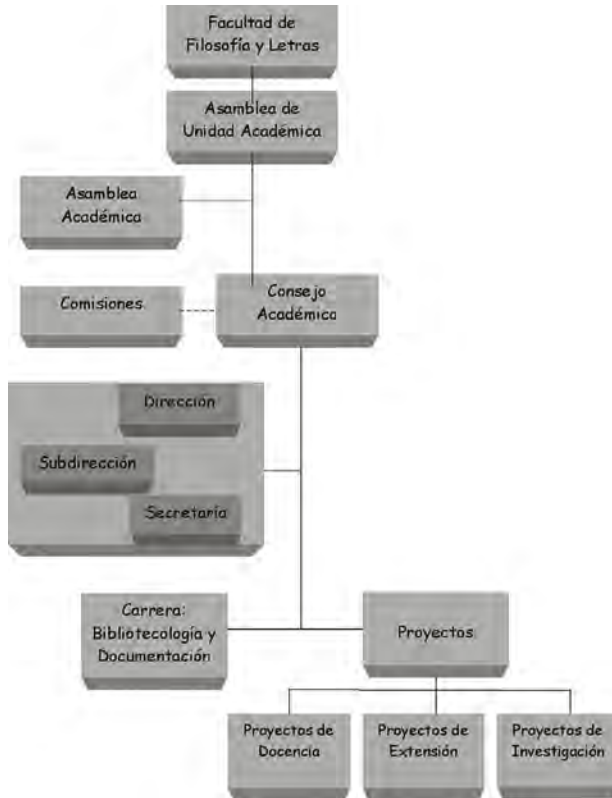 Facultad de
Filosofía y Letras
Asamblea de
Unidad Académica
Asamblea
Académica
Comisiones
Consejo
Académico
Dirección
Subdirección
Secretaría
Carrera:
Bibliotecología y
Documentación
Proyectos
Proyectos de
Docencia
Proyectos de
Extensión
Proyectos de
Investigación